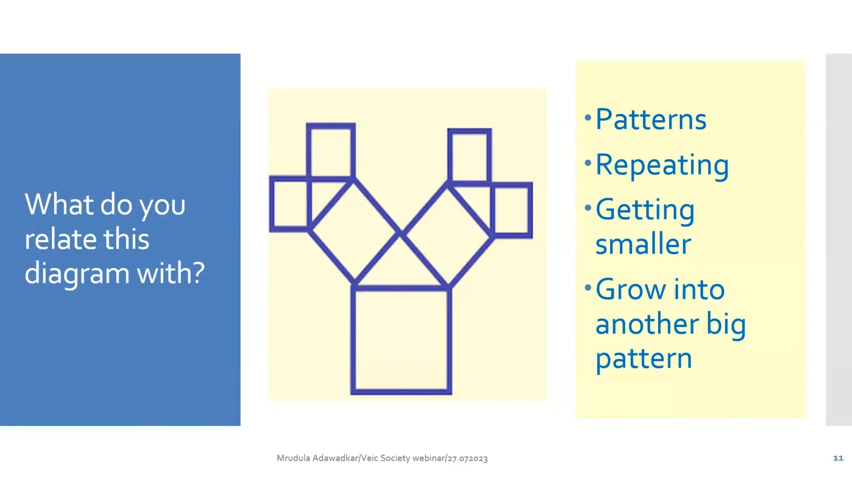 What do you
relate this
diagram with?
•Patterns
•Repeating
•Getting
smaller
•Grow into
another big
pattern
Mrudula Adawadkar/Veic Society webinar/27.072023
11